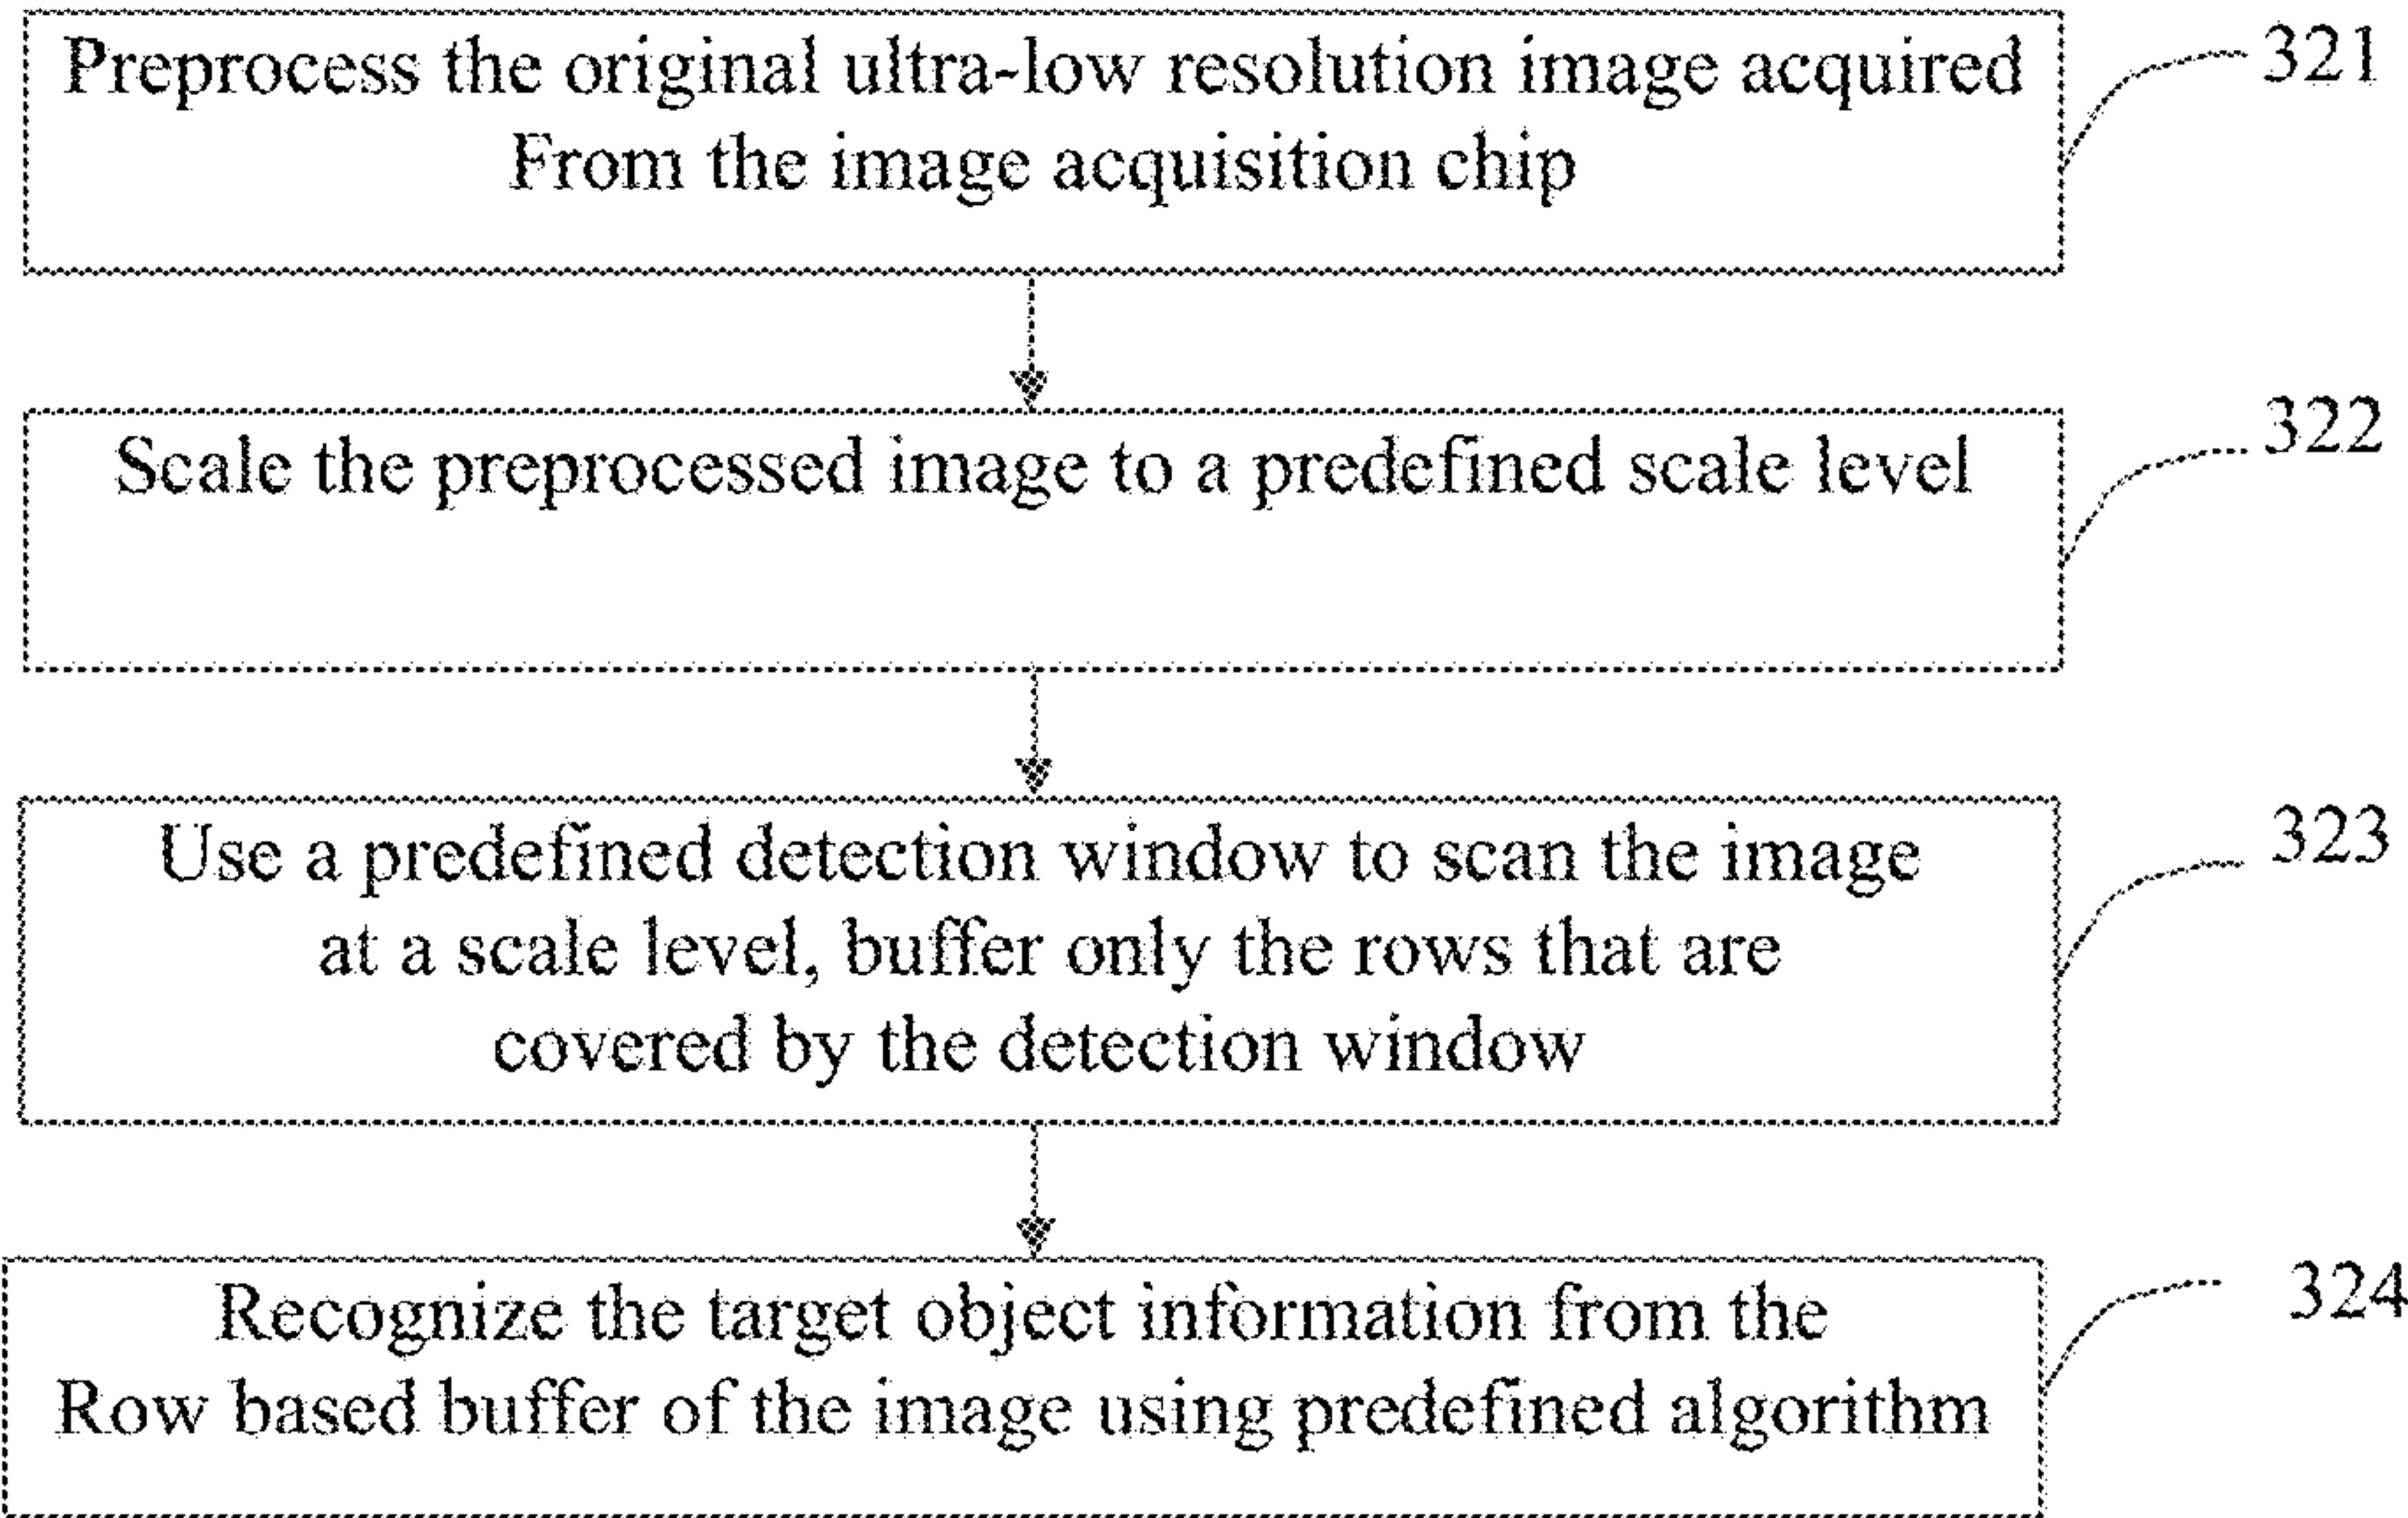 Preprocess the original ultra-low resolution image acquired
From the image acquisition chip
321
Scale the preprocessed image to a predefined scale level
322
Use a predefined detection window to scan the image
at a scale level, buffer only the rows that are
covered by the detection window
323
Recognize the target object information from the
Row based buffer of the image using predefined algorithm
324